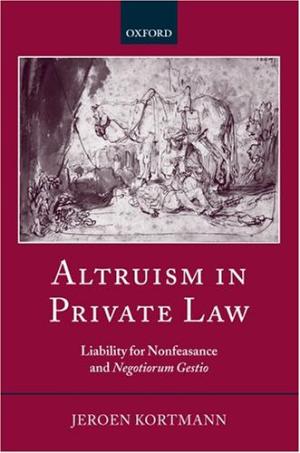 OXFORD
ALTRUISM IN
PRIVATE LAW
Liability for Nonfeasance
and Negotiorum Gestio
JEROEN KORTMANN